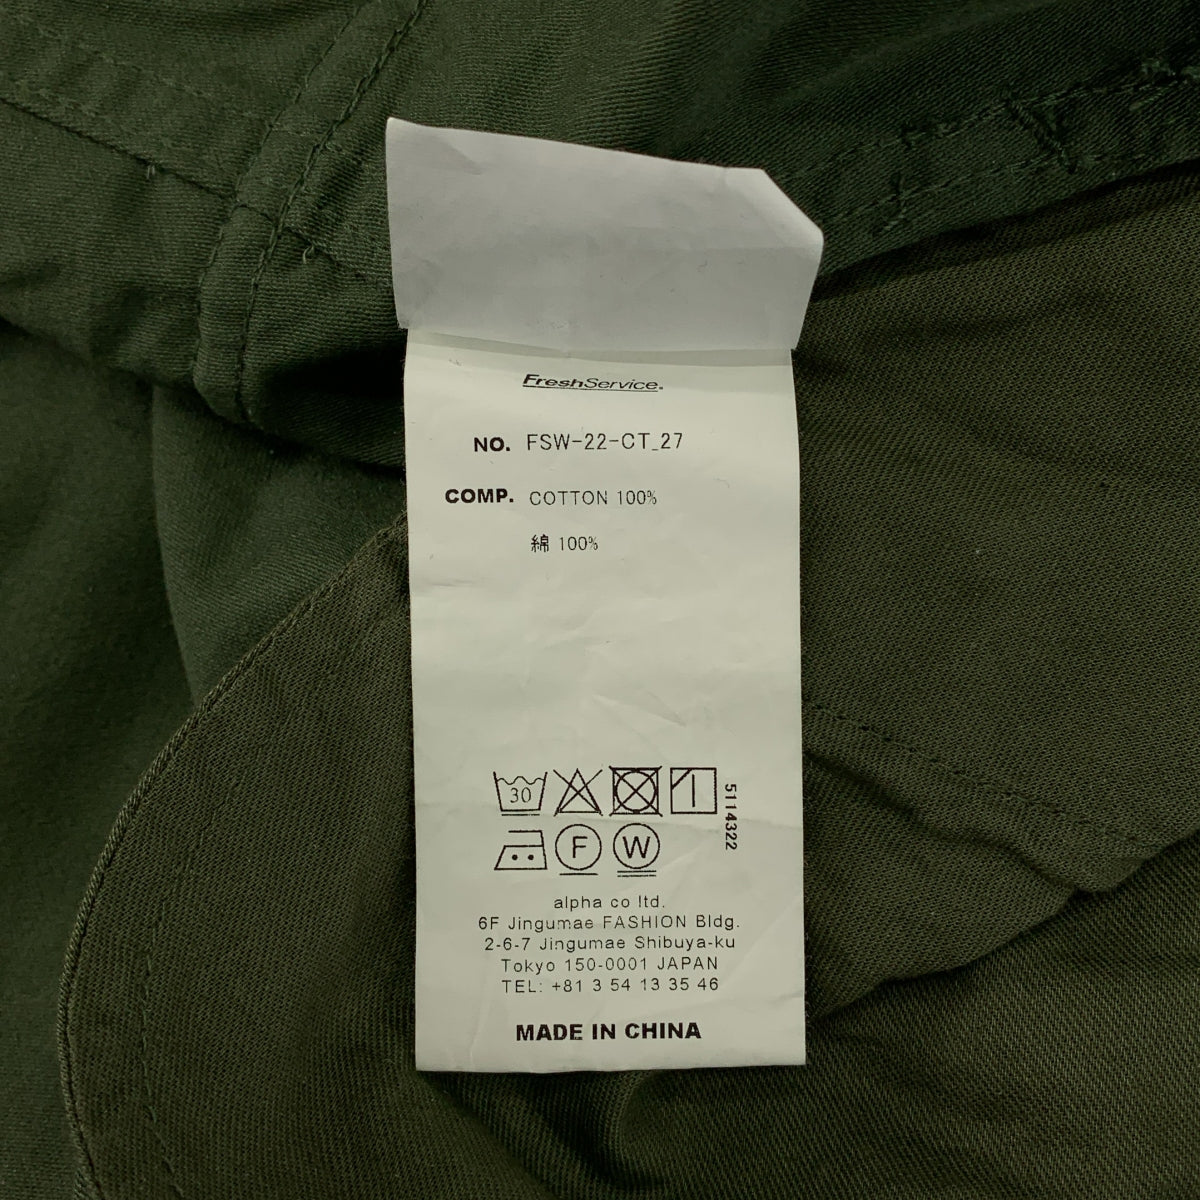 FreshService.
NO. FSW-22-CT_27
COMP. COTTON 100%
綿 100%
30
5114322
F W
alpha co ltd.
6F Jingumae FASHION Bldg.
2-6-7 Jingumae Shibuya-ku
Tokyo 150-0001 JAPAN
TEL: +81 3 54 13 35 46
MADE IN CHINA